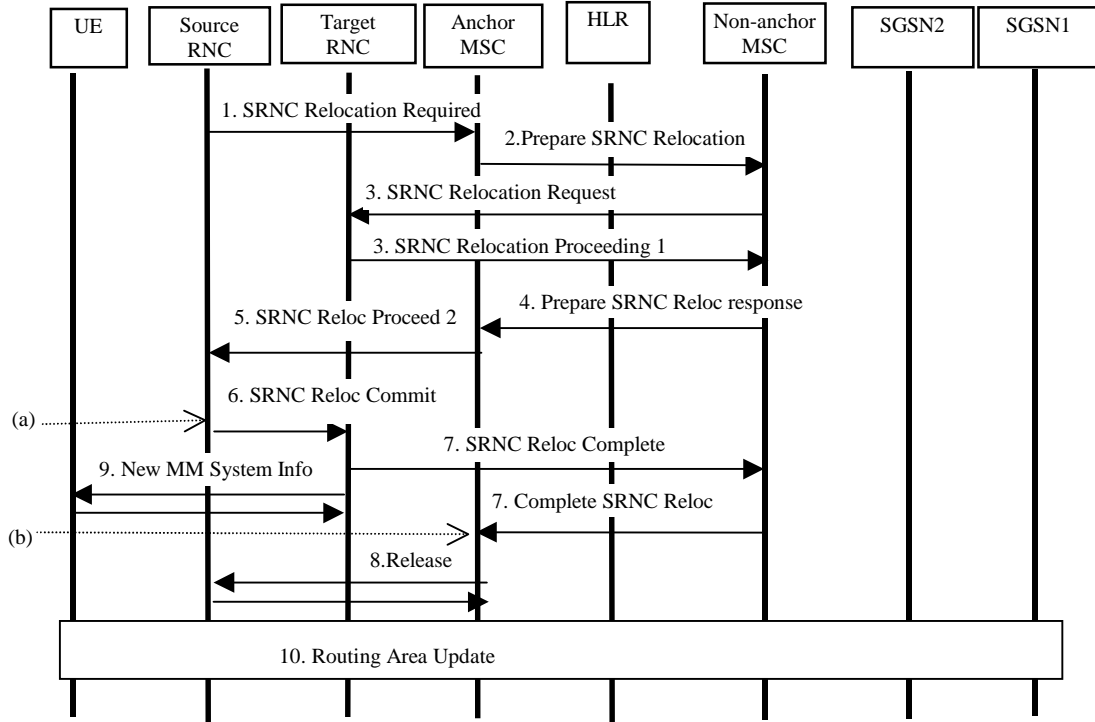 UE
Source
RNC
Target
RNC
Anchor
MSC
HLR
Non-anchor
MSC
SGSN2
SGSN1
1. SRNC Relocation Required
2.Prepare SRNC Relocation
3. SRNC Relocation Request
3. SRNC Relocation Proceeding 1
4. Prepare SRNC Reloc response
5. SRNC Reloc Proceed 2
6. SRNC Reloc Commit
(a)
7. SRNC Reloc Complete
9. New MM System Info
7. Complete SRNC Reloc
(b)
8.Release
10. Routing Area Update